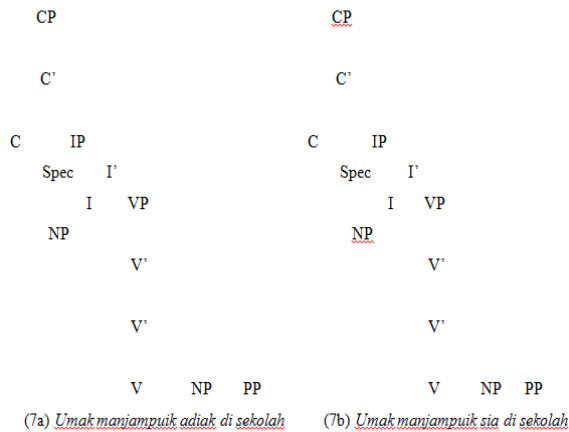 CP CP
C’ C’
C IP C IP
Spec I’ Spec I’
I VP I VP
NP NP
V’ V’
V’ V’
V NP PP V NP PP
(7a) Umak manjampuik adiak di sekolah (7b) Umak manjampuik sia di sekolah